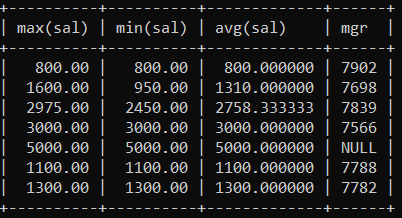 +----------+----------+-------------+------+
| max(sal) | min(sal) | avg(sal)    | mgr  |
+----------+----------+-------------+------+
|   800.00 |   800.00 |  800.000000 | 7902 |
|  1600.00 |   950.00 | 1310.000000 | 7698 |
|  2975.00 |  2450.00 | 2758.333333 | 7839 |
|  3000.00 |  3000.00 | 3000.000000 | 7566 |
|  5000.00 |  5000.00 | 5000.000000 | NULL |
|  1100.00 |  1100.00 | 1100.000000 | 7788 |
|  1300.00 |  1300.00 | 1300.000000 | 7782 |
+----------+----------+-------------+------+